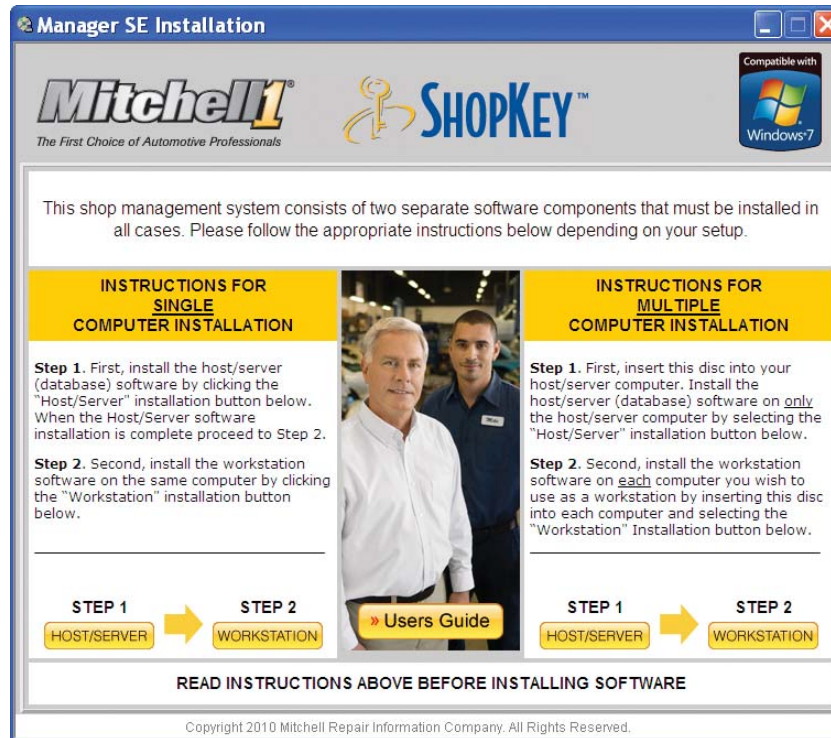 Manager SE Installation
Mitchell1®
The First Choice of Automotive Professionals
SHOPKEY™
Compatible with
Windows®7
This shop management system consists of two separate software components that must be installed in
all cases. Please follow the appropriate instructions below depending on your setup.
INSTRUCTIONS FOR
SINGLE
COMPUTER INSTALLATION
Step 1. First, install the host/server
(database) software by clicking the
"Host/Server" installation button below.
When the Host/Server software
installation is complete proceed to Step 2.
Step 2. Second, install the workstation
software on the same computer by clicking
the "Workstation" installation button
below.
STEP 1
STEP 2
HOST/SERVER
WORKSTATION
» Users Guide
INSTRUCTIONS FOR
MULTIPLE
COMPUTER INSTALLATION
Step 1. First, insert this disc into your
host/server computer. Install the
host/server (database) software on only
the host/server computer by selecting the
"Host/Server" installation button below.
Step 2. Second, install the workstation
software on each computer you wish to
use as a workstation by inserting this disc
into each computer and selecting the
"Workstation" Installation button below.
STEP 1
STEP 2
HOST/SERVER
WORKSTATION
READ INSTRUCTIONS ABOVE BEFORE INSTALLING SOFTWARE
Copyright 2010 Mitchell Repair Information Company. All Rights Reserved.